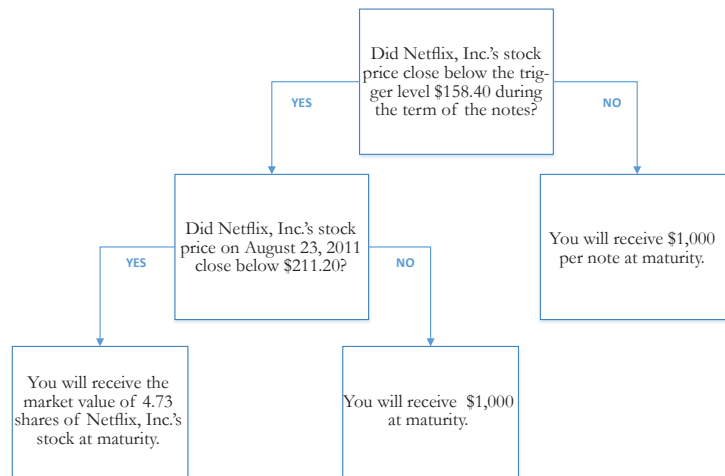 Did Netflix, Inc.'s stock
price close below the trig-
ger level $158.40 during
the term of the notes?
YES
NO
Did Netflix, Inc.'s stock
price on August 23, 2011
close below $211.20?
You will receive $1,000
per note at maturity.
YES
NO
You will receive the
market value of 4.73
shares of Netflix, Inc.'s
stock at maturity.
You will receive $1,000
at maturity.